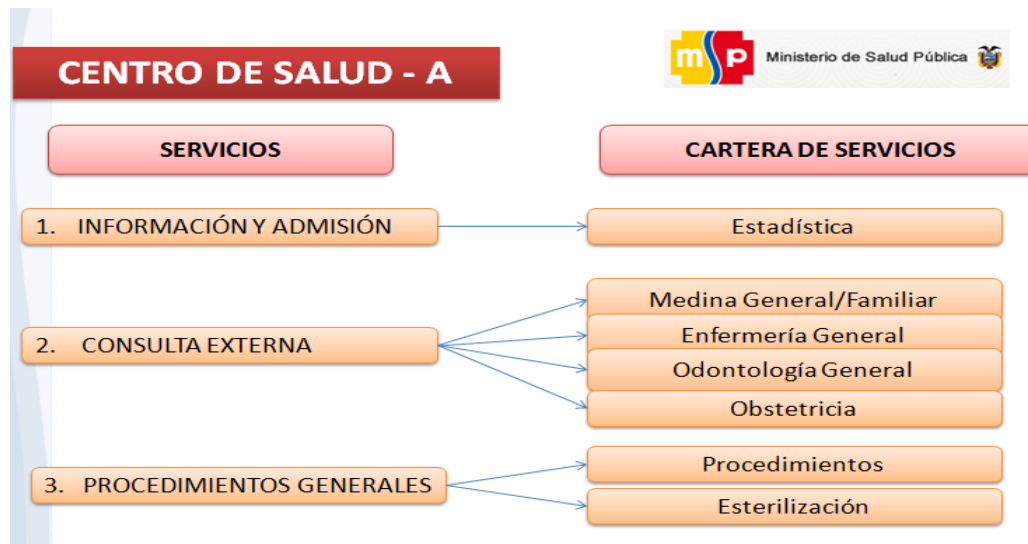 CENTRO DE SALUD - A
msp Ministerio de Salud Pública
SERVICIOS
CARTERA DE SERVICIOS
1. INFORMACIÓN Y ADMISIÓN
Estadística
2. CONSULTA EXTERNA
Medina General/Familiar
Enfermería General
Odontología General
Obstetricia
3. PROCEDIMIENTOS GENERALES
Procedimientos
Esterilización